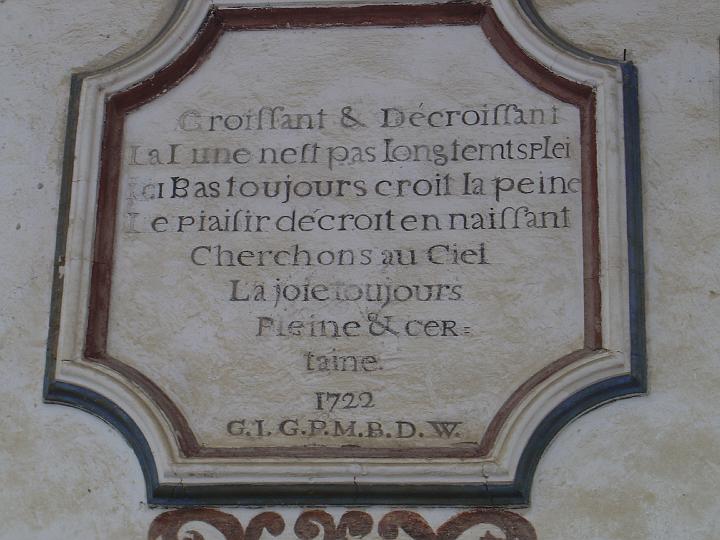 Croiſſant & Décroiſſant
La Lune neſt pas longtemts plei
ici Bas toujours croit la peine
Le plaiſir décroit en naiſſant
Cherchons au Ciel
La joie toujours
Pleine & cer=
taine.
1722
G.I. G.P.M.B.D.W.